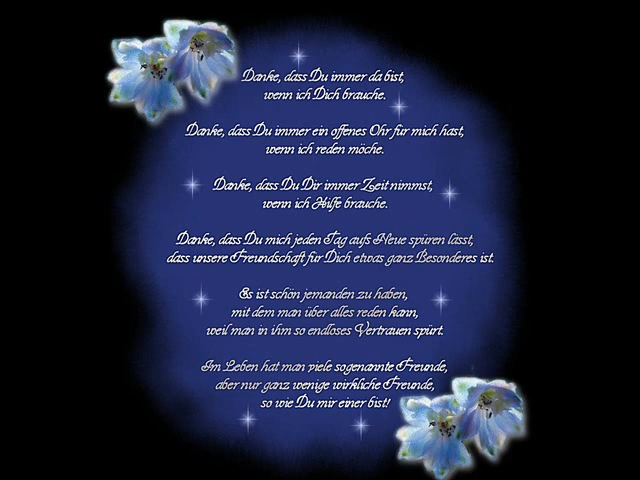 Danke, dass Du immer da bist,
wenn ich Dich brauche.
Danke, dass Du immer ein offenes Ohr für mich hast,
wenn ich reden möche.
Danke, dass Du Dir immer Zeit nimmst,
wenn ich Hilfe brauche.
Danke, dass Du mich jeden Tag aufs Neue spüren lässt,
dass unsere Freundschaft für Dich etwas ganz Besonderes ist.
Es ist schön jemanden zu haben,
mit dem man über alles reden kann,
weil man in ihm so endloses Vertrauen spürt.
Im Leben hat man viele sogenannte Freunde,
aber nur ganz wenige wirkliche Freunde,
so wie Du mir einer bist!